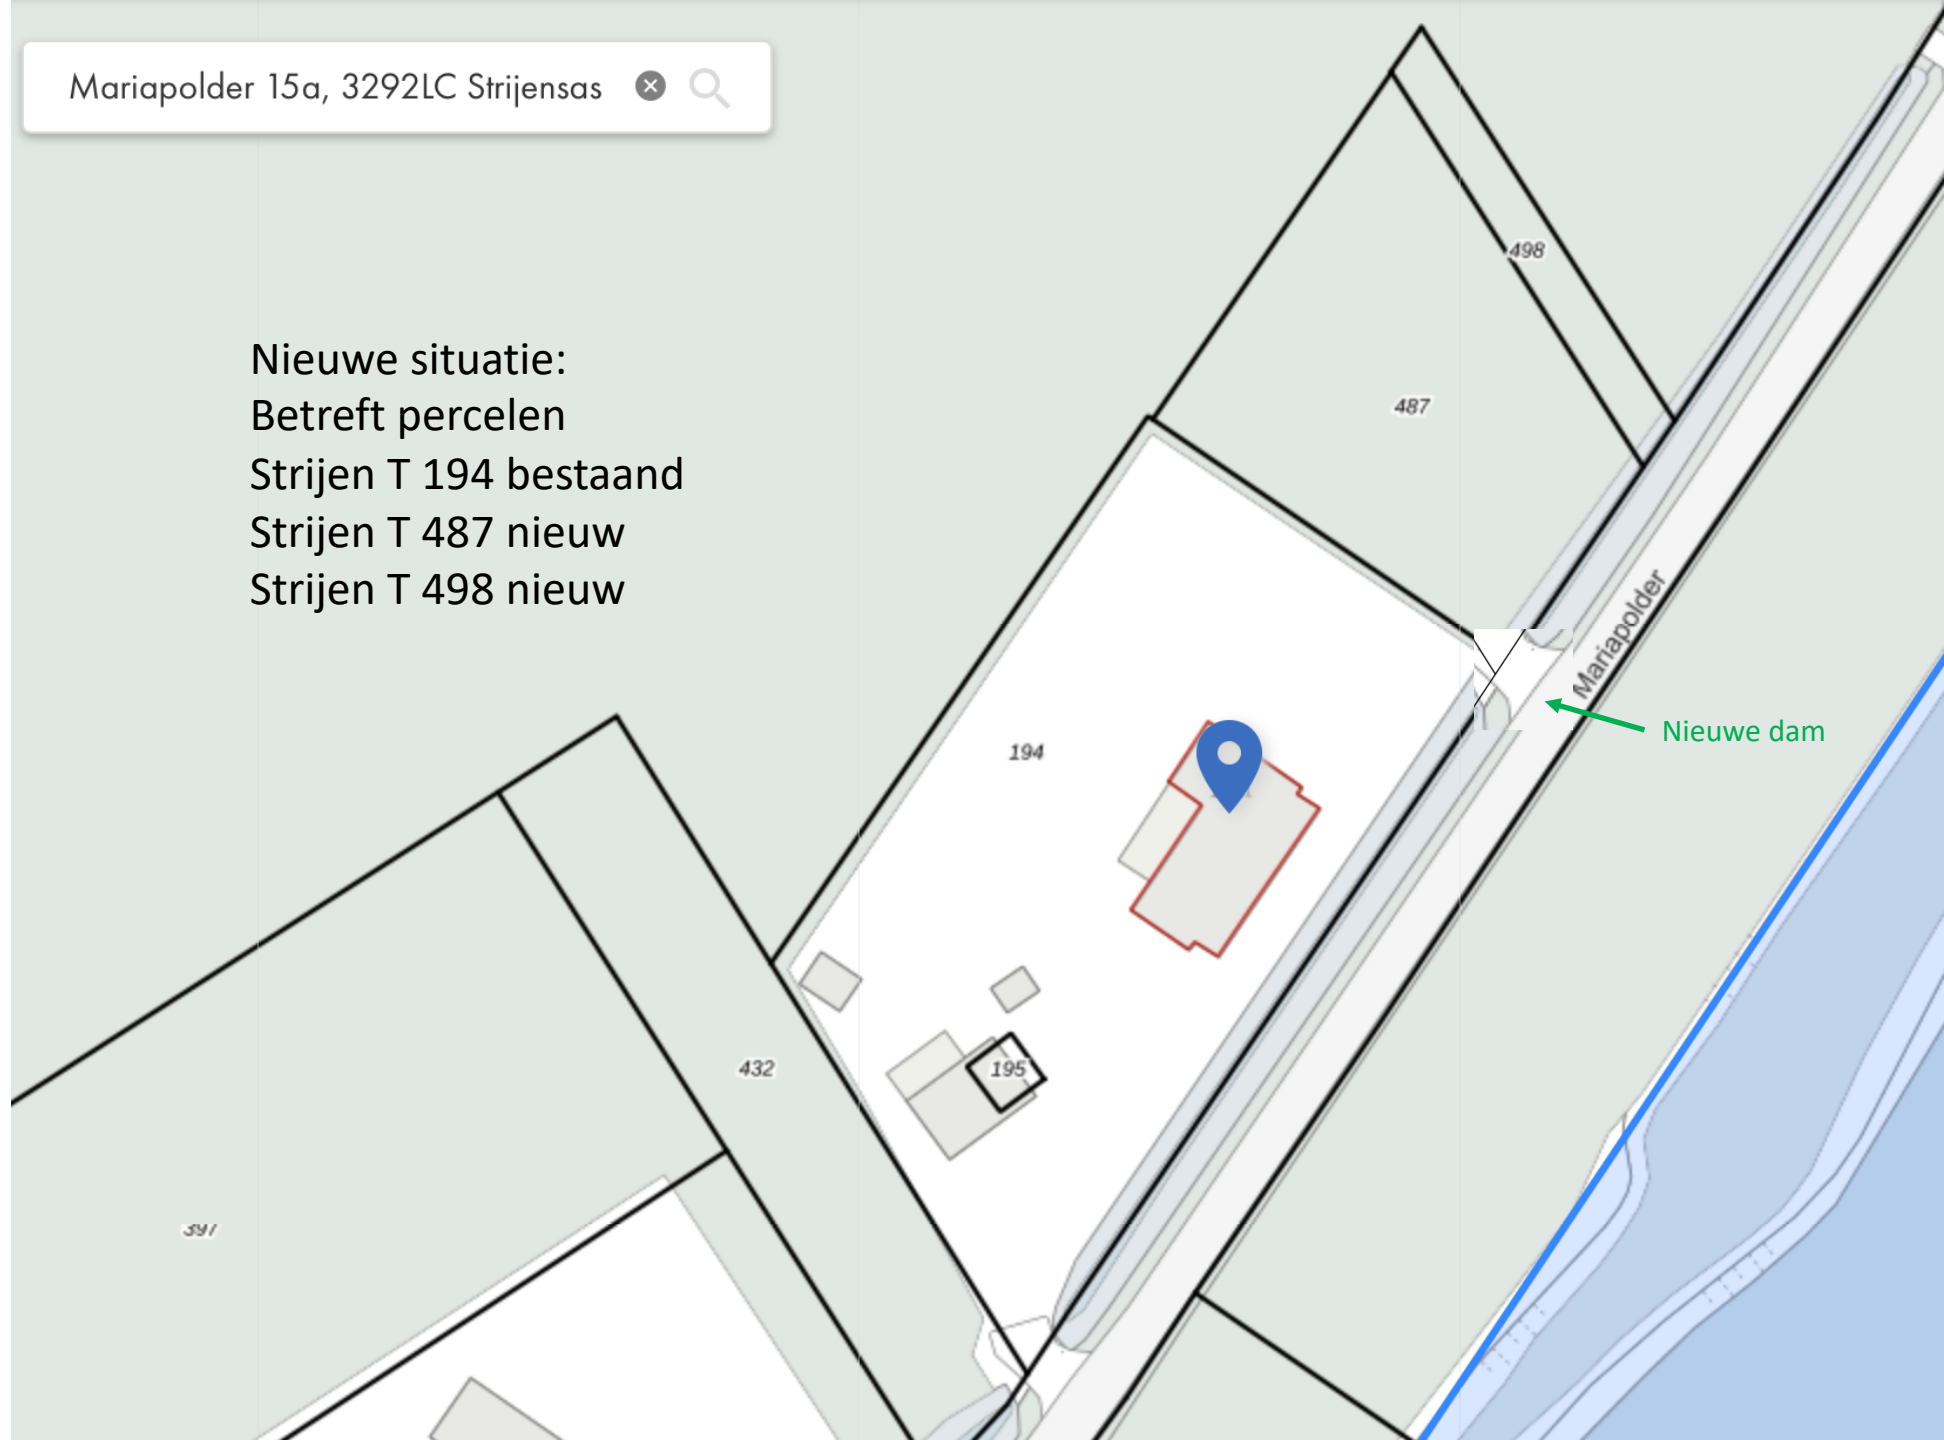 Mariapolder 15a, 3292LC Strijensas
498
Nieuwe situatie:
Betreft percelen
487
Strijen T 194 bestaand
Strijen T 487 nieuw
Strijen T 498 nieuw
Mariapolder
Nieuwe dam
194
432
195
397